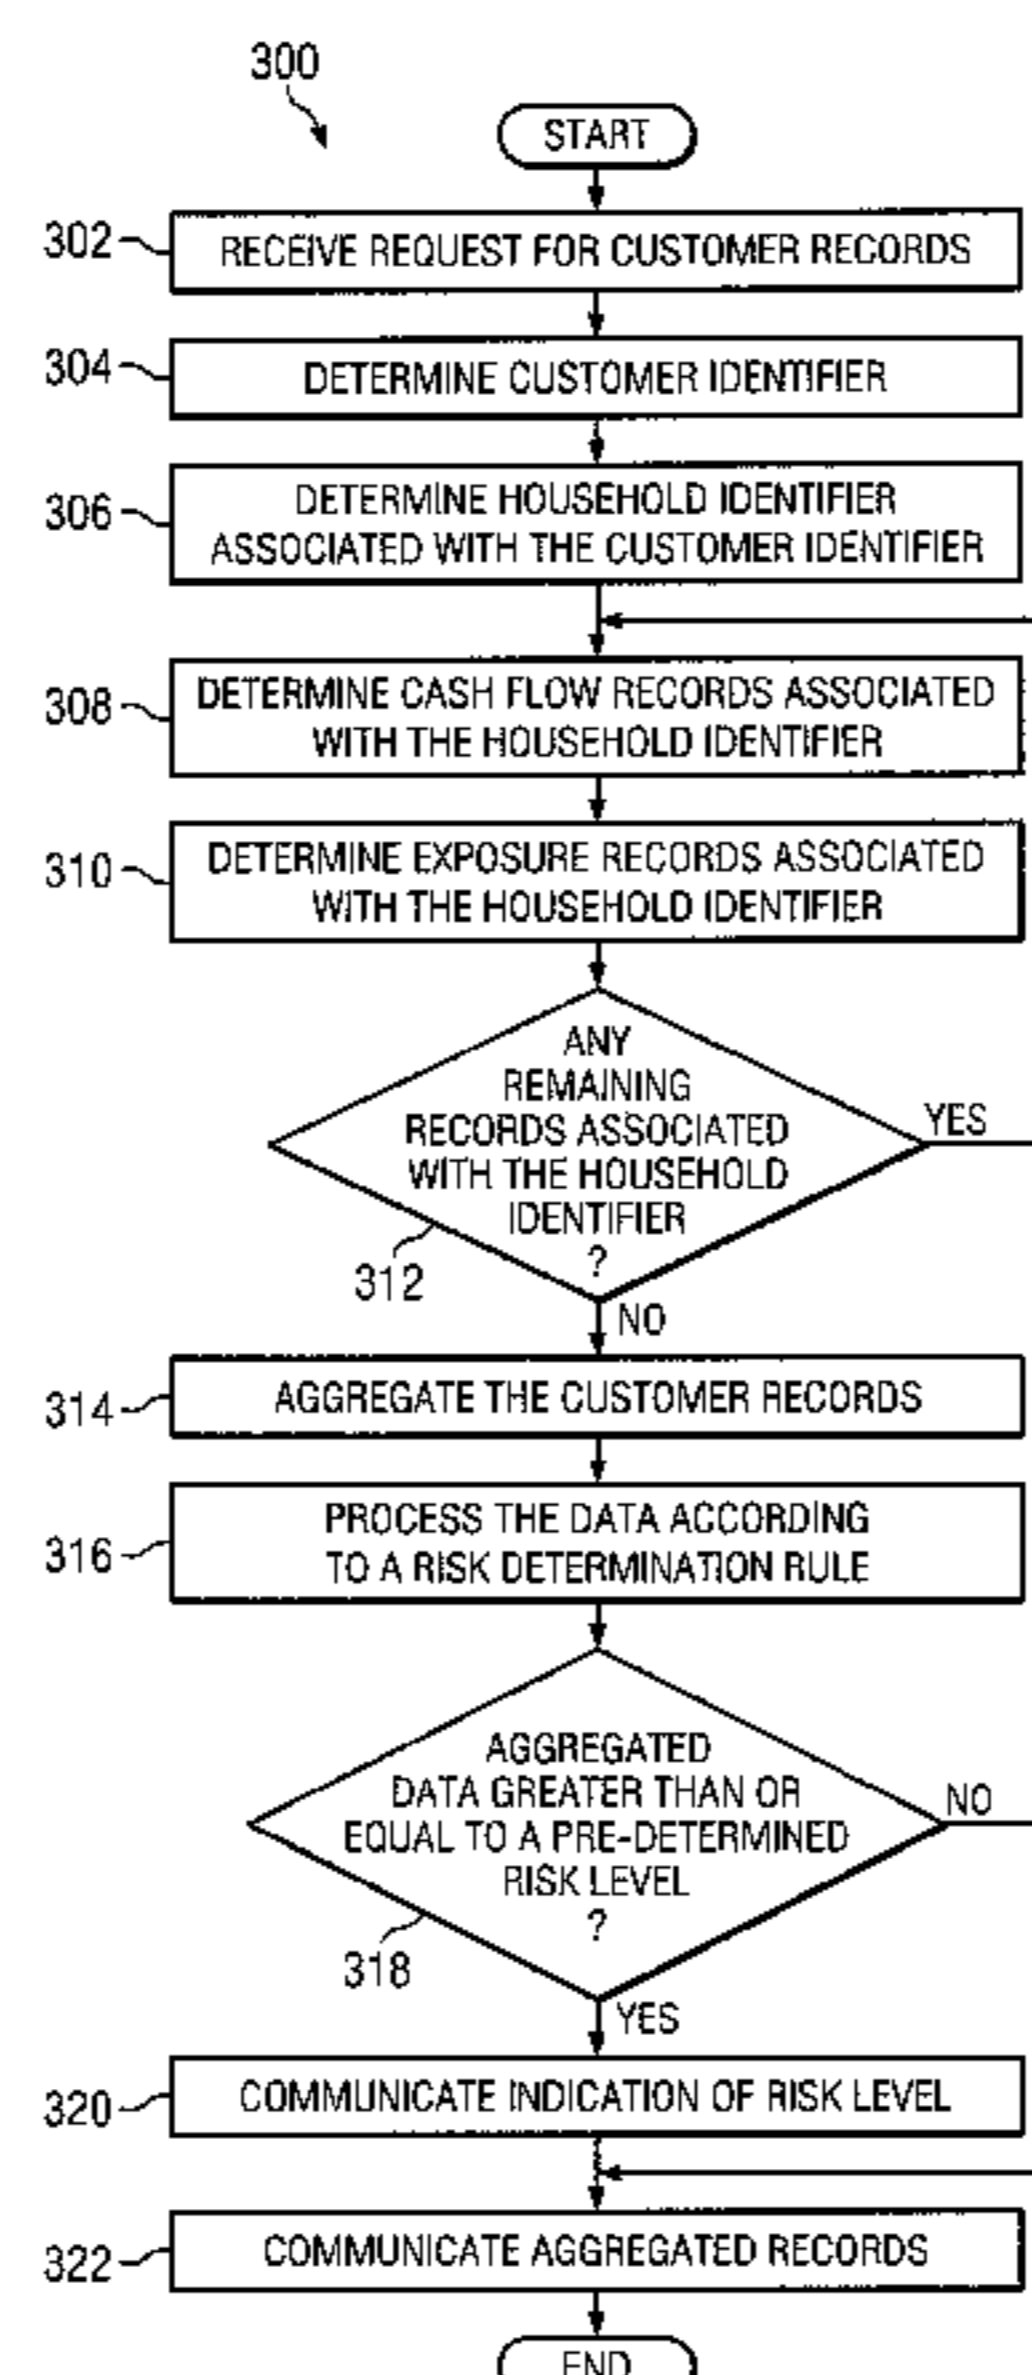 300
START
302
RECEIVE REQUEST FOR CUSTOMER RECORDS
304
DETERMINE CUSTOMER IDENTIFIER
306
DETERMINE HOUSEHOLD IDENTIFIER
ASSOCIATED WITH THE CUSTOMER IDENTIFIER
308
DETERMINE CASH FLOW RECORDS ASSOCIATED
WITH THE HOUSEHOLD IDENTIFIER
310
DETERMINE EXPOSURE RECORDS ASSOCIATED
WITH THE HOUSEHOLD IDENTIFIER
ANY
REMAINING
RECORDS ASSOCIATED
WITH THE HOUSEHOLD
IDENTIFIER
?
YES
312
NO
314
AGGREGATE THE CUSTOMER RECORDS
316
PROCESS THE DATA ACCORDING
TO A RISK DETERMINATION RULE
AGGREGATED
DATA GREATER THAN OR
EQUAL TO A PRE-DETERMINED
RISK LEVEL
?
NO
318
YES
320
COMMUNICATE INDICATION OF RISK LEVEL
322
COMMUNICATE AGGREGATED RECORDS
END